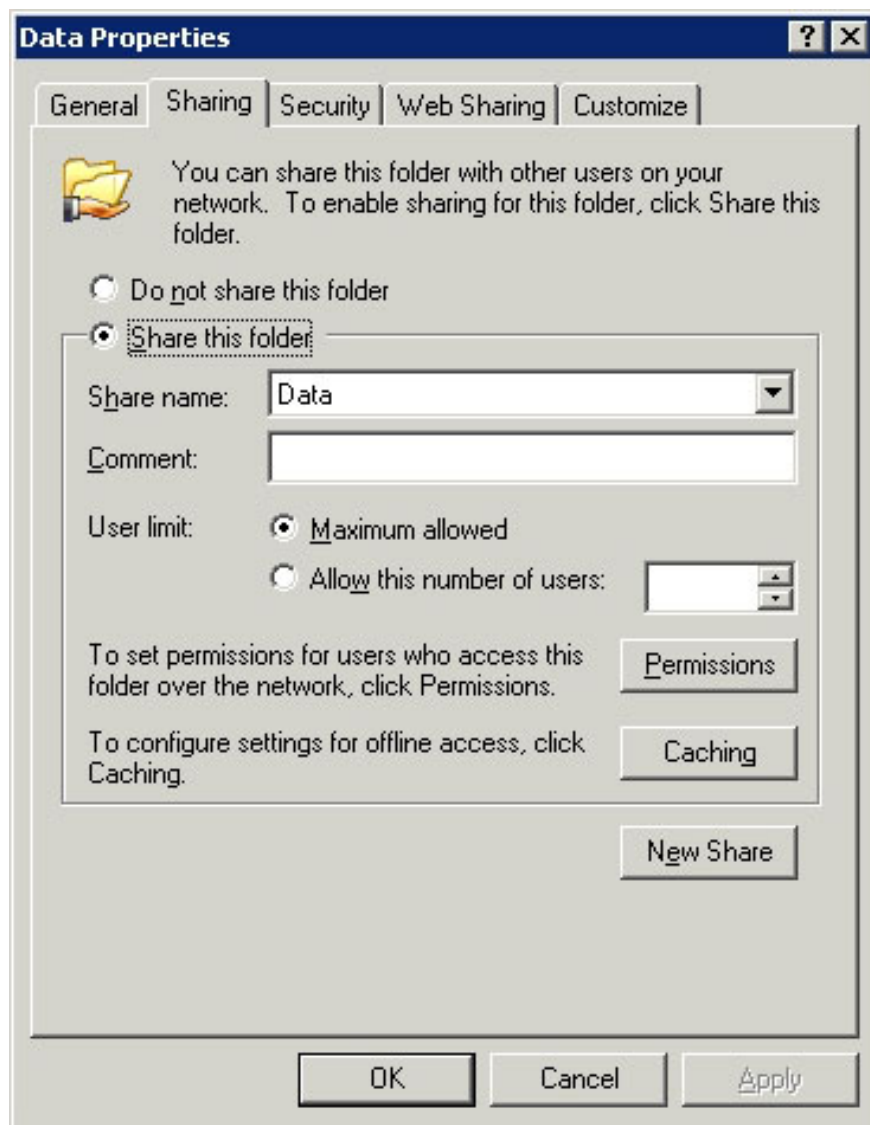 Data Properties
General Sharing Security Web Sharing Customize
You can share this folder with other users on your
network. To enable sharing for this folder, click Share this
folder.
Do not share this folder
Share this folder
Share name: Data
Comment:
User limit: Maximum allowed
Allow this number of users:
To set permissions for users who access this
folder over the network, click Permissions.
Permissions
To configure settings for offline access, click
Caching.
Caching
New Share
OK Cancel Apply